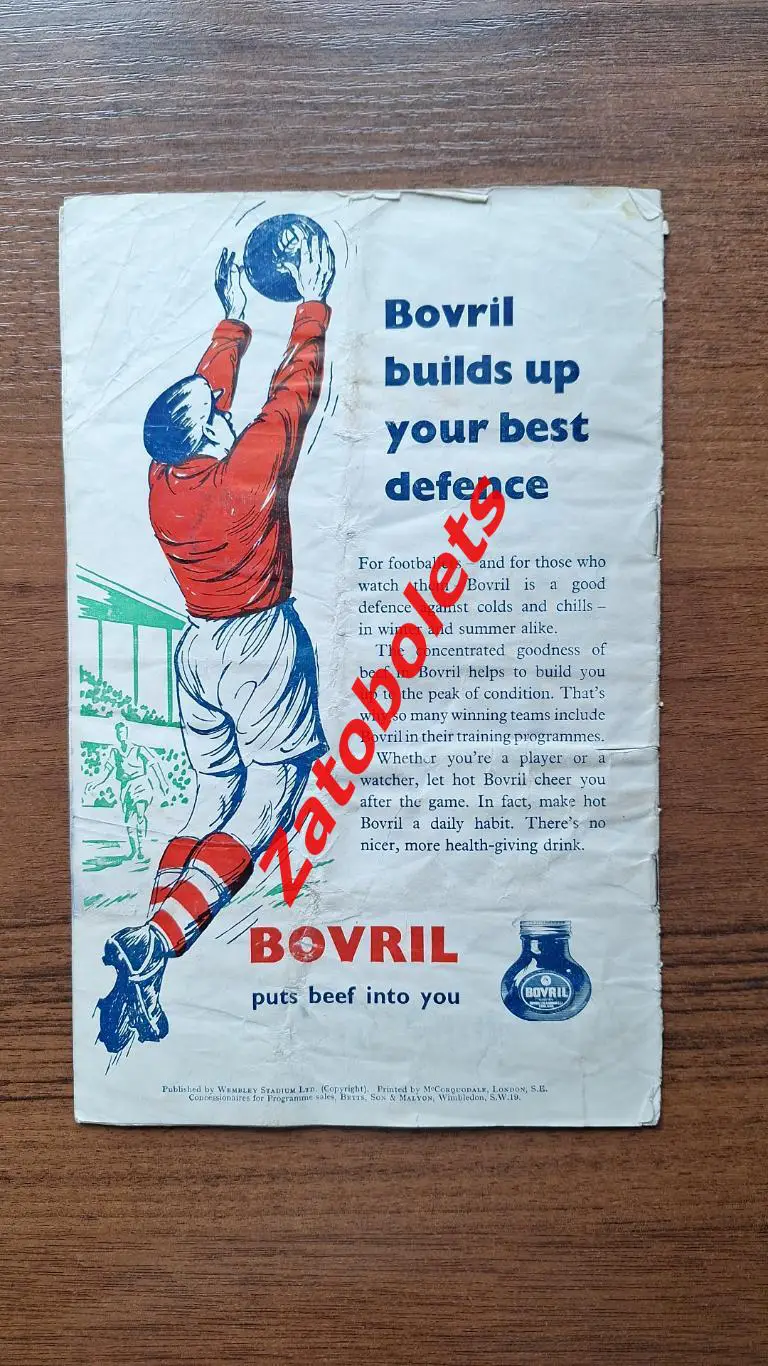 Bovril
builds up
your best
defence
For footballers – and for those who
watch them Bovril is a good
defence against colds and chills –
in winter and summer alike.
The concentrated goodness of
beef in Bovril helps to build you
up to the peak of condition. That's
why so many winning teams include
Bovril in their training programmes.
Whether you're a player or a
watcher, let hot Bovril cheer you
after the game. In fact, make hot
Bovril a daily habit. There's no
nicer, more health-giving drink.
Zatobolets
BOVRIL
puts beef into you
BOVRIL
Published by WEMBLEY STADIUM LTD. (Copyright). Printed by MCCORQUODALE, LONDON, S.E.
Concessionaires for Programme sales, BETTS, SON & MALYON, Wimbledon, S.W.19.